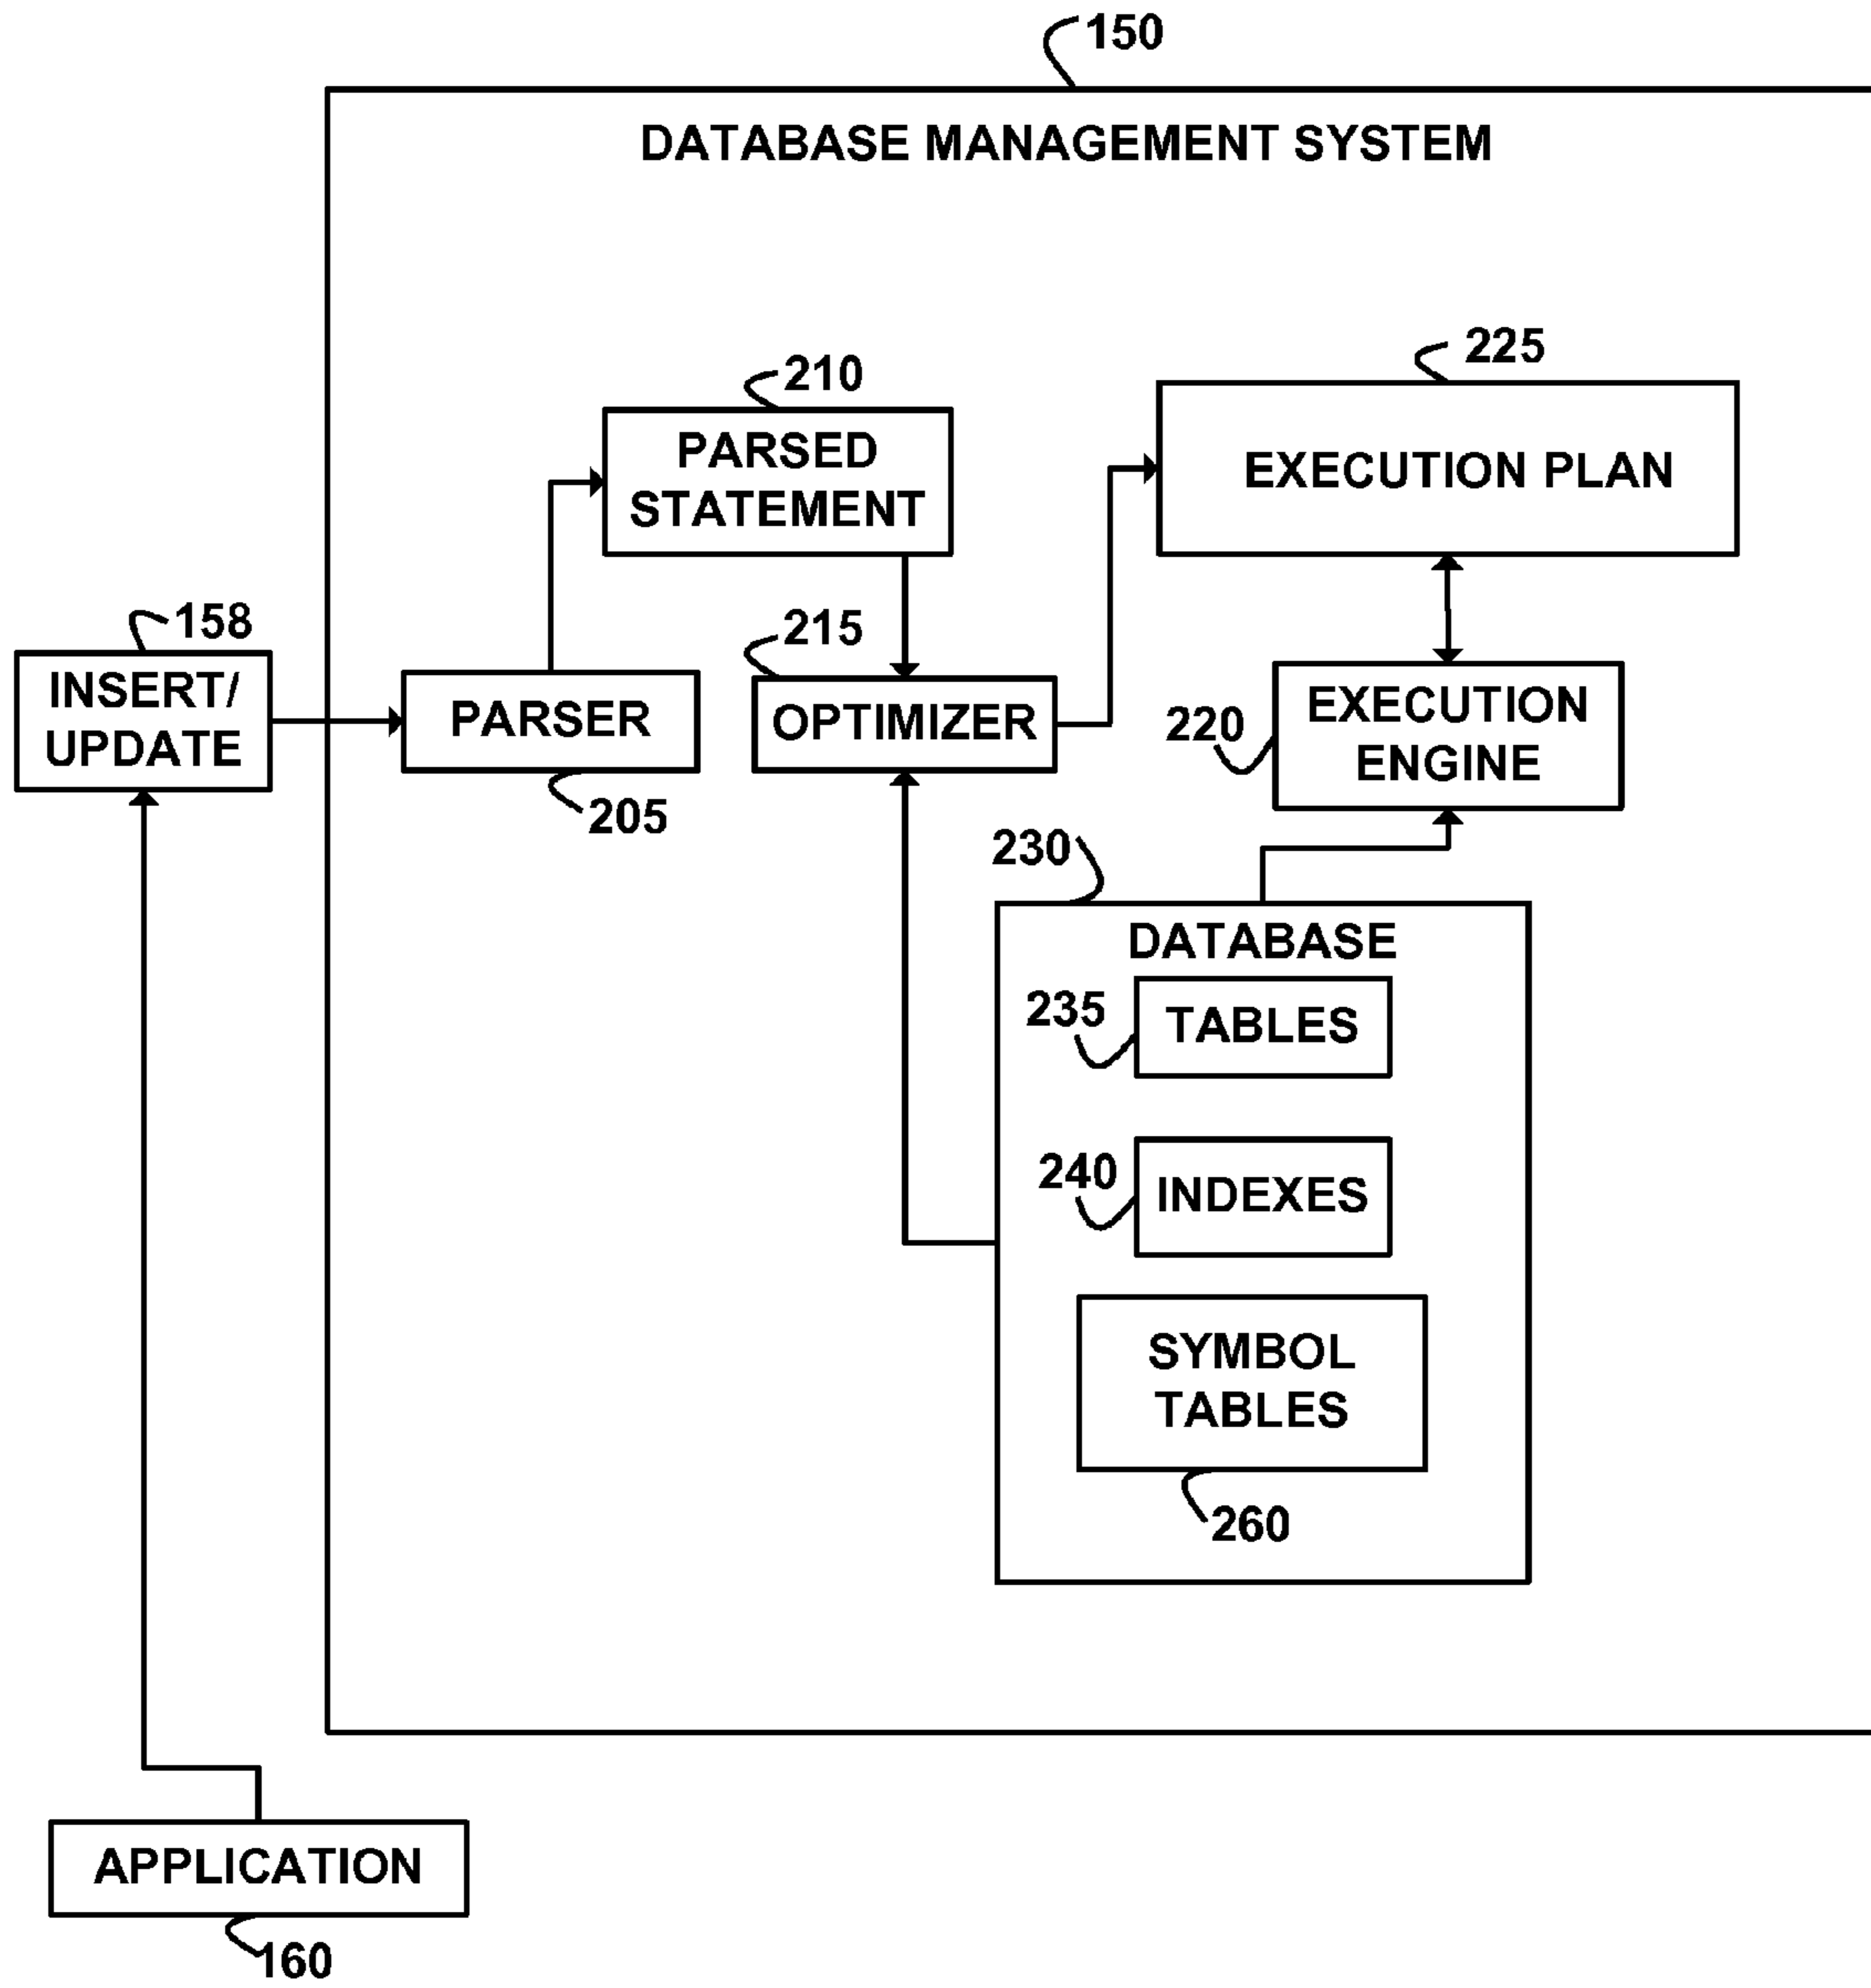 150
DATABASE MANAGEMENT SYSTEM
225
210
PARSED
STATEMENT
EXECUTION PLAN
158
215
INSERT/
UPDATE
PARSER
OPTIMIZER
220
EXECUTION
ENGINE
205
230
DATABASE
235
TABLES
240
INDEXES
SYMBOL
TABLES
260
APPLICATION
160